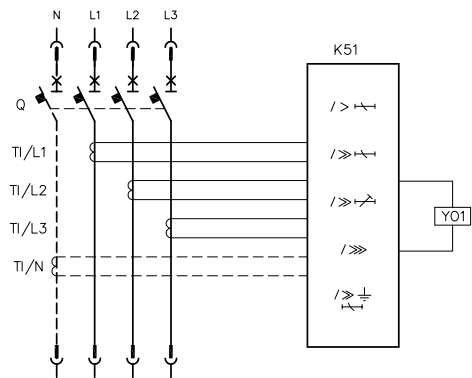 N L1 L2 L3
K51
Q
/ >
TI/L1
/ >>
TI/L2
/ >>
YO1
TI/L3
/ >>>
TI/N
/ >>